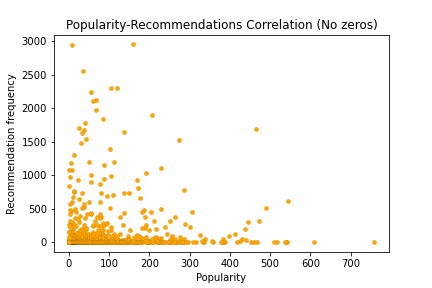 Popularity-Recommendations Correlation (No zeros)
3000
2500
2000
1500
1000
500
0
Recommendation frequency
0 100 200 300 400 500 600 700
Popularity